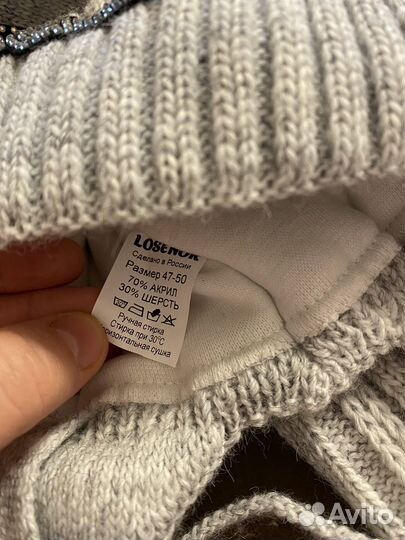 LOSENOK
Сделано в России
Размер 47-50
70% АКРИЛ
30% ШЕРСТЬ
Ручная стирка
Стирка при 30°С
горизонтальная сушка
Avito